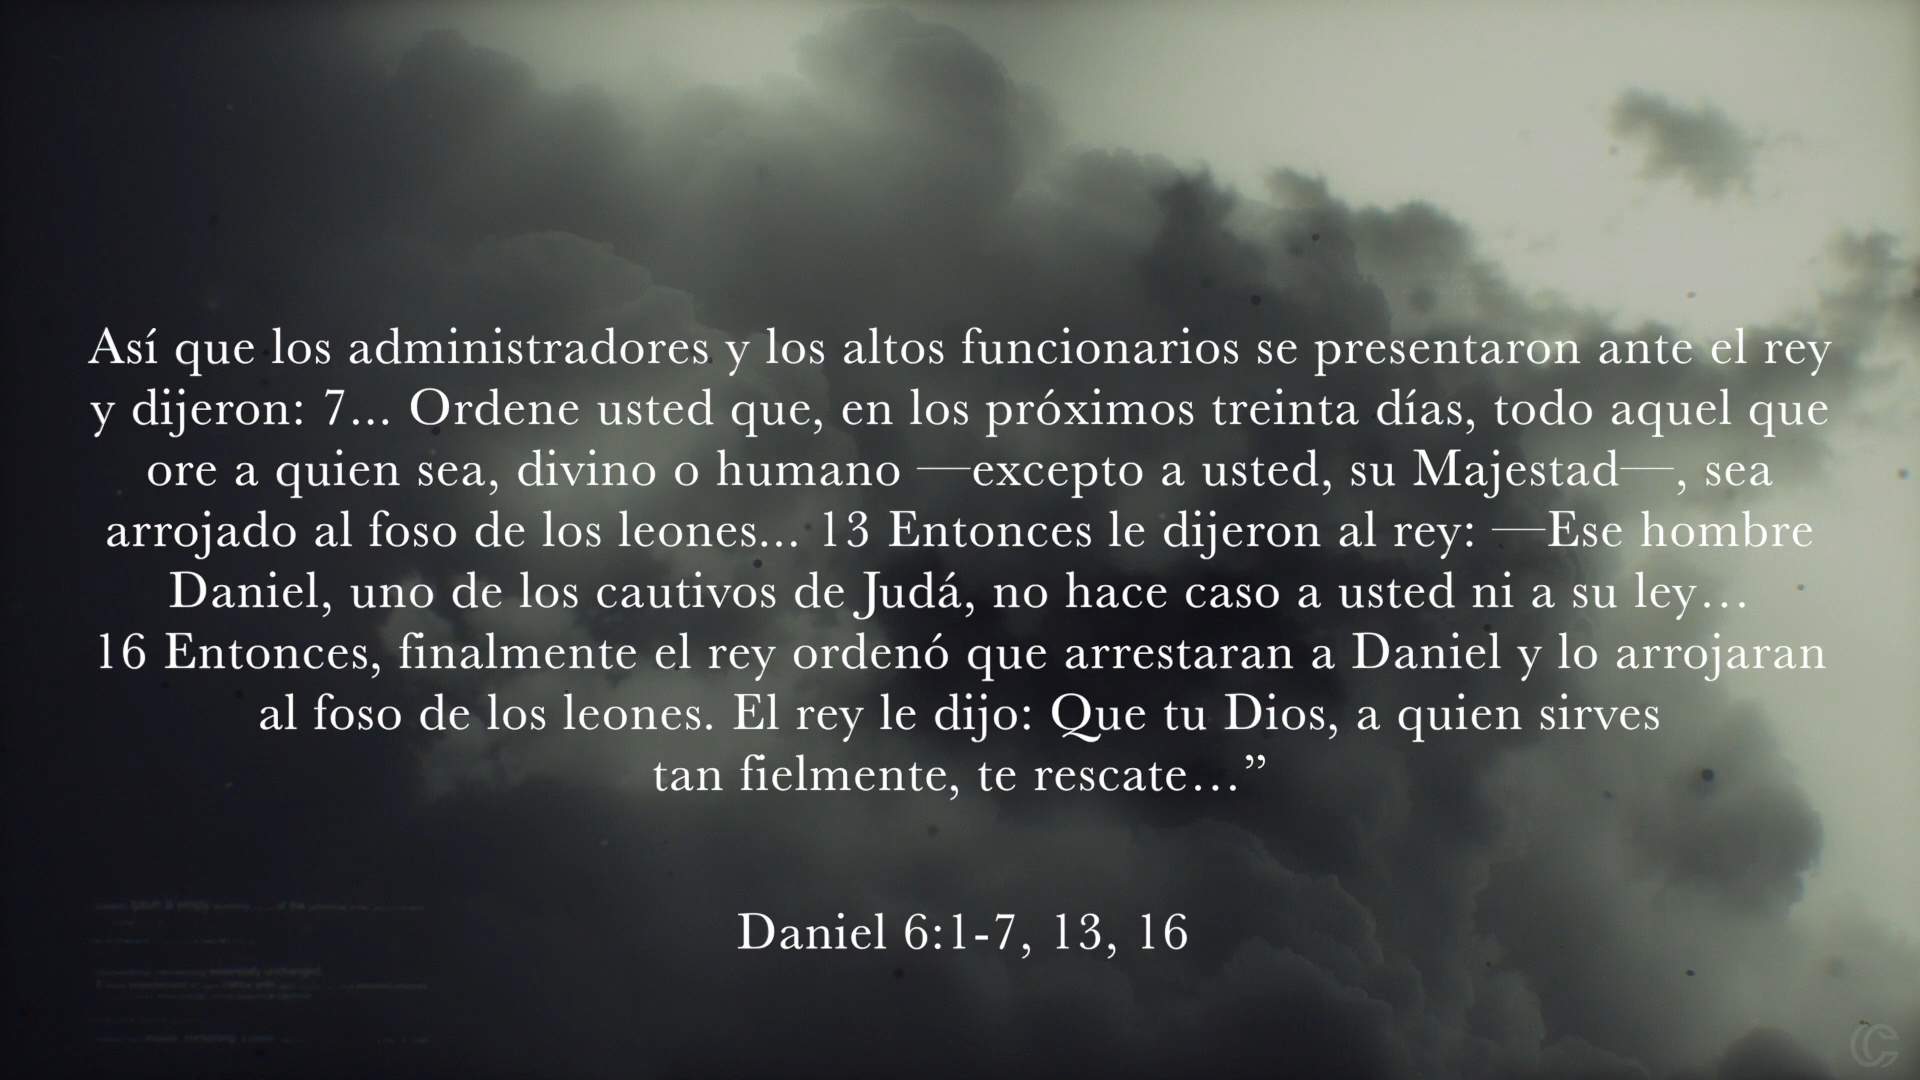 Así que los administradores y los altos funcionarios se presentaron ante el rey
y dijeron: 7... Ordene usted que, en los próximos treinta días, todo aquel que
ore a quien sea, divino o humano —excepto a usted, su Majestad—, sea
arrojado al foso de los leones... 13 Entonces le dijeron al rey: —Ese hombre
Daniel, uno de los cautivos de Judá, no hace caso a usted ni a su ley…
16 Entonces, finalmente el rey ordenó que arrestaran a Daniel y lo arrojaran
al foso de los leones. El rey le dijo: Que tu Dios, a quien sirves
tan fielmente, te rescate…”
Daniel 6:1-7, 13, 16